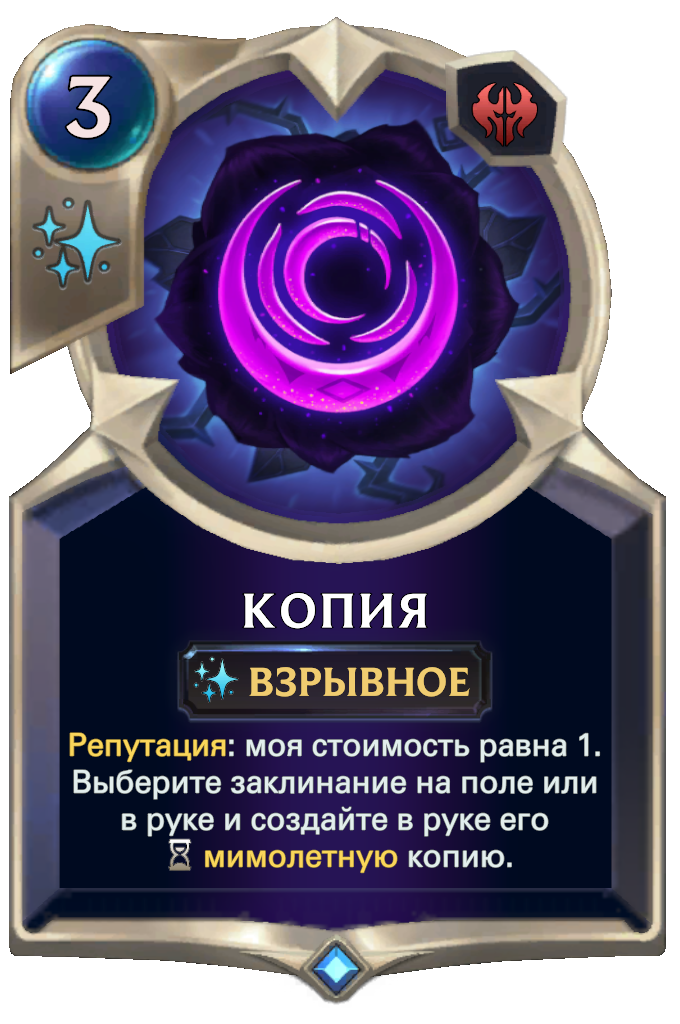 3
КОПИЯ
ВЗРЫВНОЕ
Репутация: моя стоимость равна 1.
Выберите заклинание на поле или
в руке и создайте в руке его
мимолетную копию.